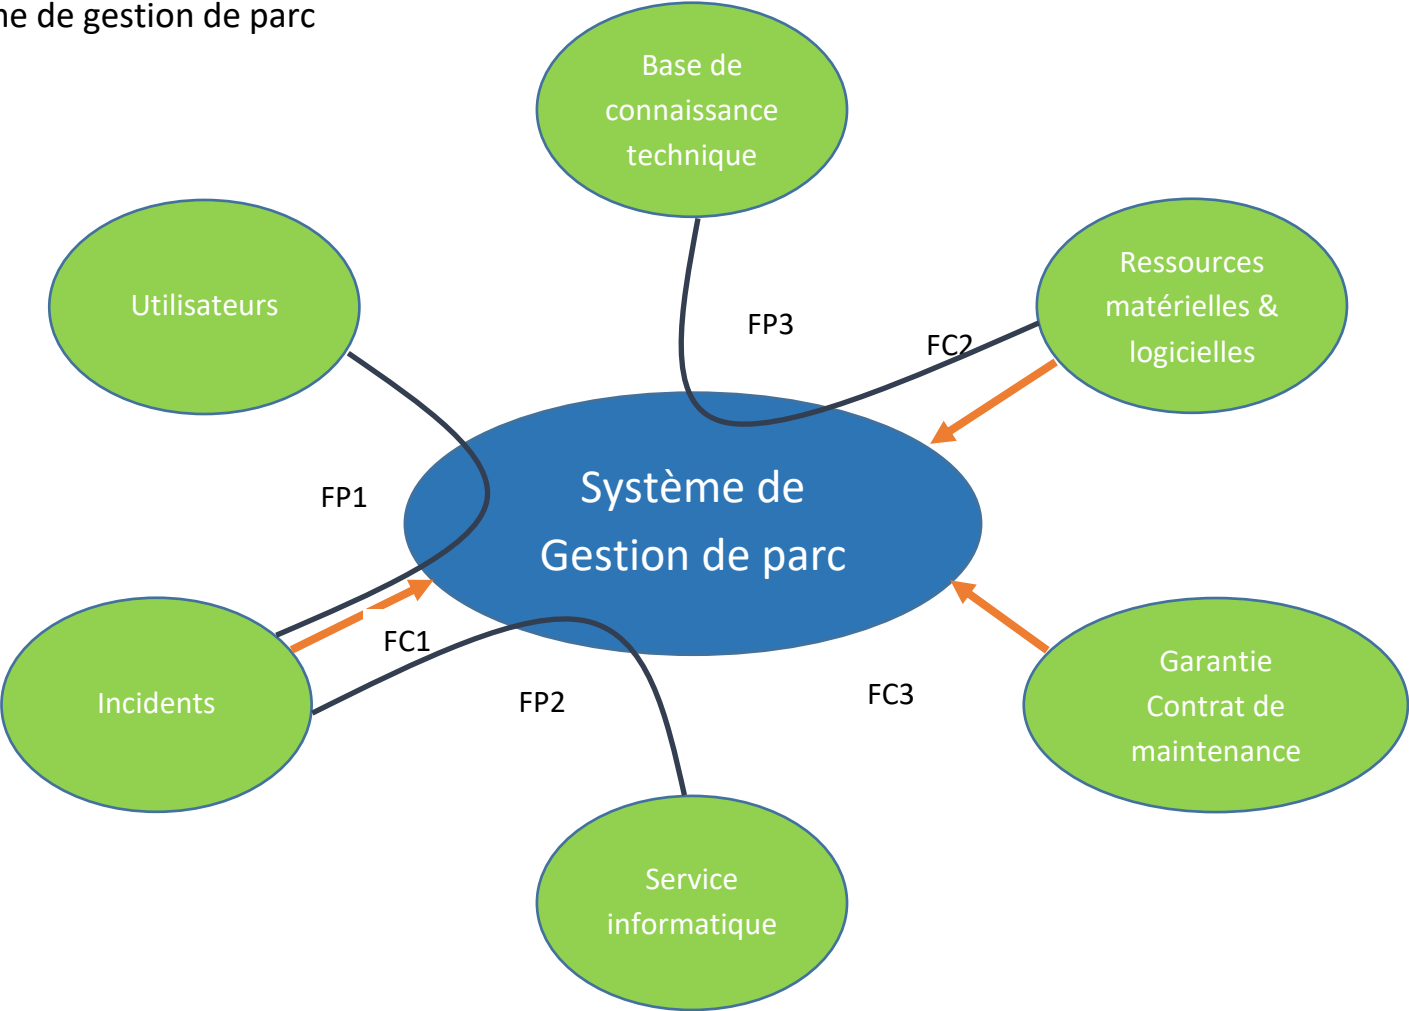 ne de gestion de parc
Base de
connaissance
technique
Utilisateurs
Ressources
matérielles &
logicielles
FP3
FC2
FP1
Système de
Gestion de parc
FC1
Incidents
FP2
FC3
Garantie
Contrat de
maintenance
Service
informatique